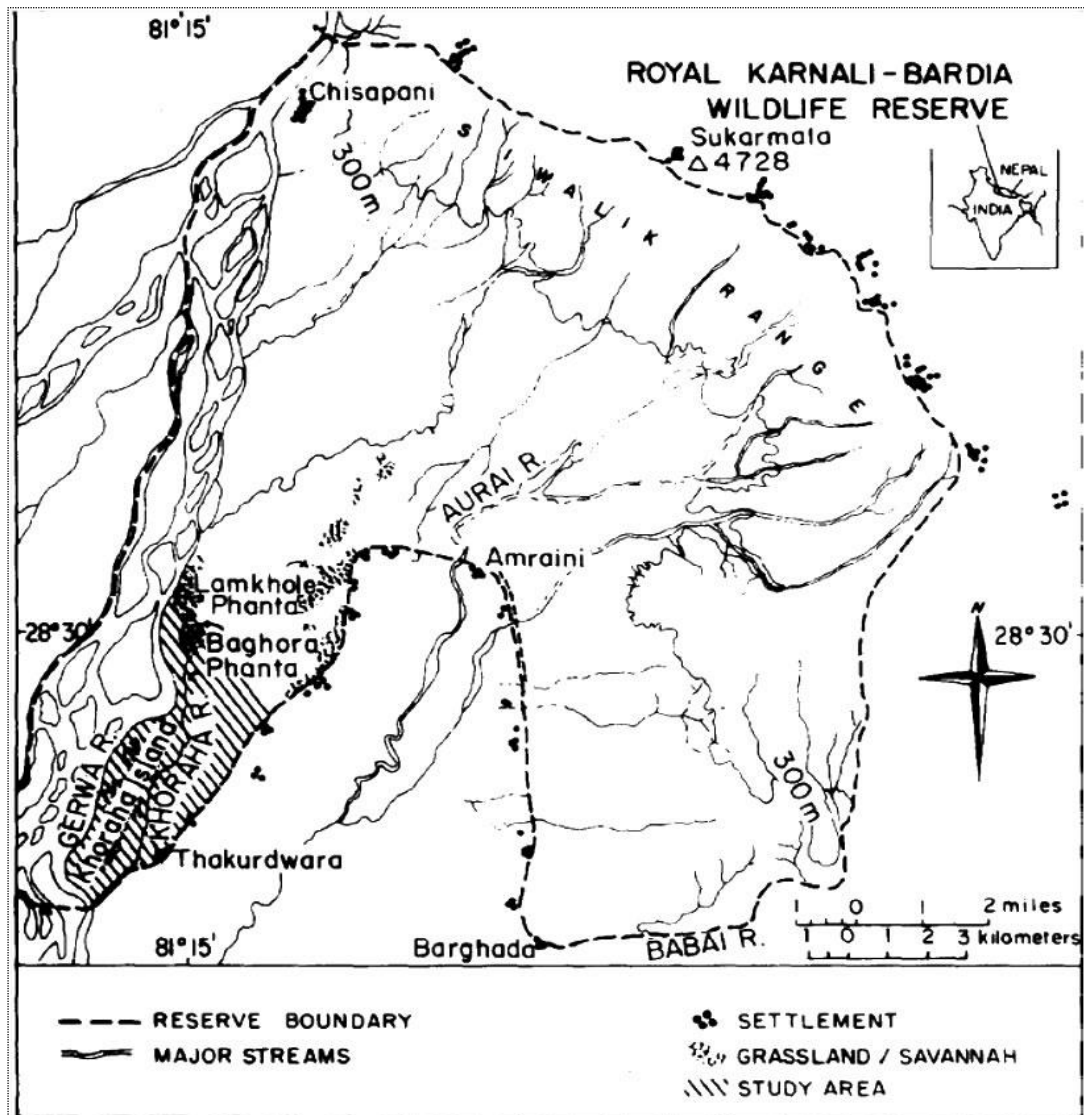 81°15'
ROYAL KARNALI-BARDIA
WILDLIFE RESERVE
Chisapani
Sukarmala
△ 4728
300m
NEPAL
INDIA
SIWALIK RANGE
AURAI R.
Amraini
Lamkhole
Phanta
28°30'
28°30'
Baghora
Phanta
N
GERWA R.
Khoraha Island
KHORAHA R.
300m
Thakurdwara
1 0 1 2 miles
81°15'
Barghada
BABAI R.
1 0 1 2 3 kilometers
RESERVE BOUNDARY
SETTLEMENT
MAJOR STREAMS
GRASSLAND / SAVANNAH
STUDY AREA